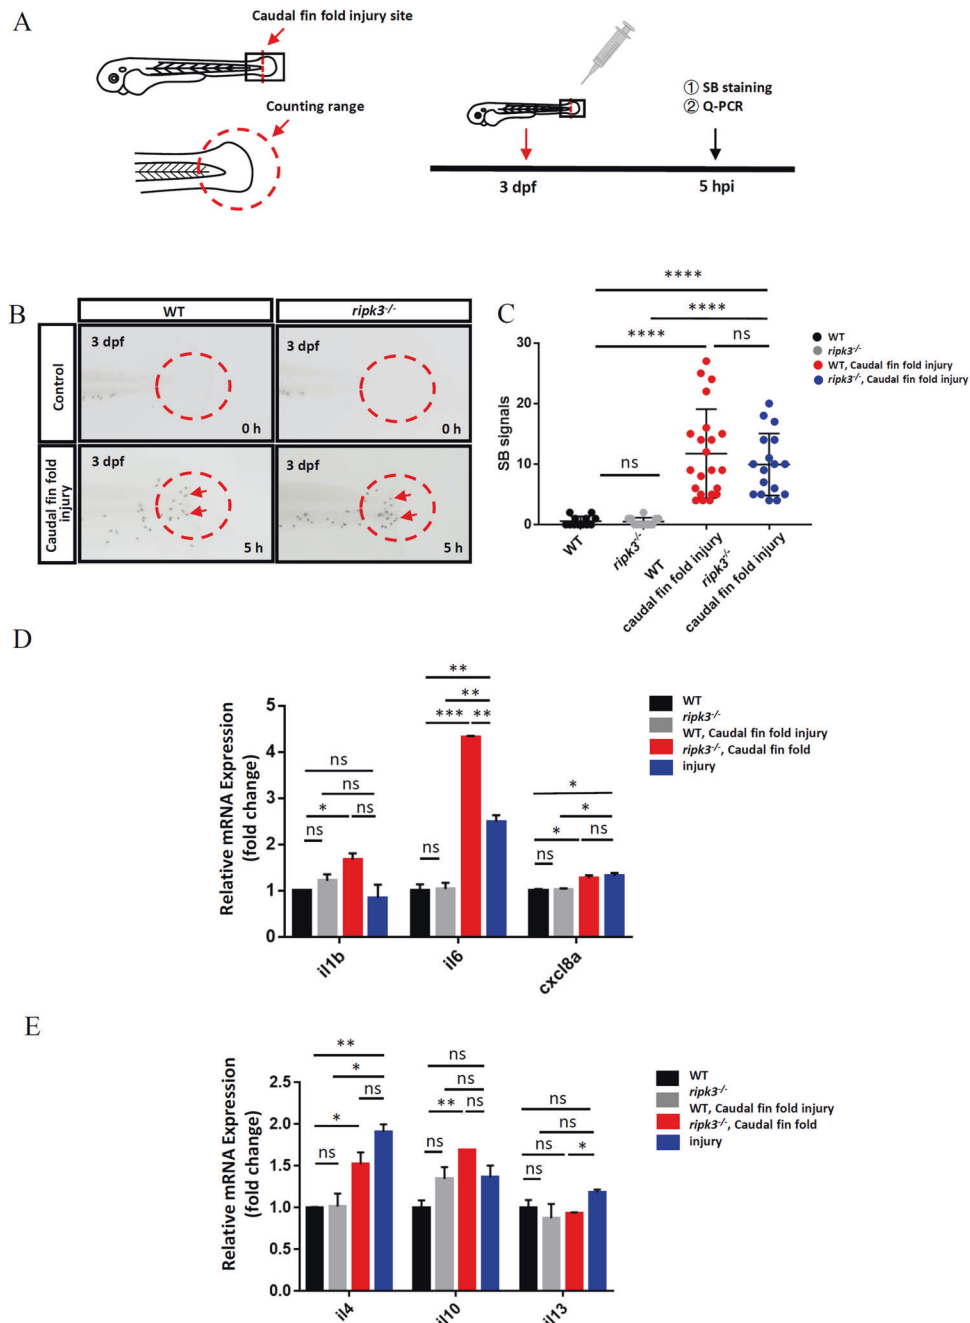 A
Caudal fin fold injury site
Counting range
① SB staining
② Q-PCR
3 dpf
5 hpi
B
WT
ripk3-/-
Control
3 dpf
0 h
3 dpf
0 h
Caudal fin fold
injury
3 dpf
5 h
3 dpf
5 h
C
****
****
****
ns
ns
SB signals
30
20
10
0
WT
ripk3-/-
WT
caudal fin fold injury
ripk3-/-
caudal fin fold injury
WT
ripk3-/-
WT, Caudal fin fold injury
ripk3-/-, Caudal fin fold injury
D
Relative mRNA Expression
(fold change)
5
4
3
2
1
0
ns
ns
* ns
ns
**
**
*** **
ns
*
*
* ns
ns
il1b
il6
cxcl8a
WT
ripk3-/-
WT, Caudal fin fold injury
ripk3-/-, Caudal fin fold
injury
E
Relative mRNA Expression
(fold change)
2.5
2.0
1.5
1.0
0.5
0.0
**
*
ns
*
ns
ns
ns
** ns
ns
ns
ns
ns *
ns
il4
il10
il13
WT
ripk3-/-
WT, Caudal fin fold injury
ripk3-/-, Caudal fin fold
injury